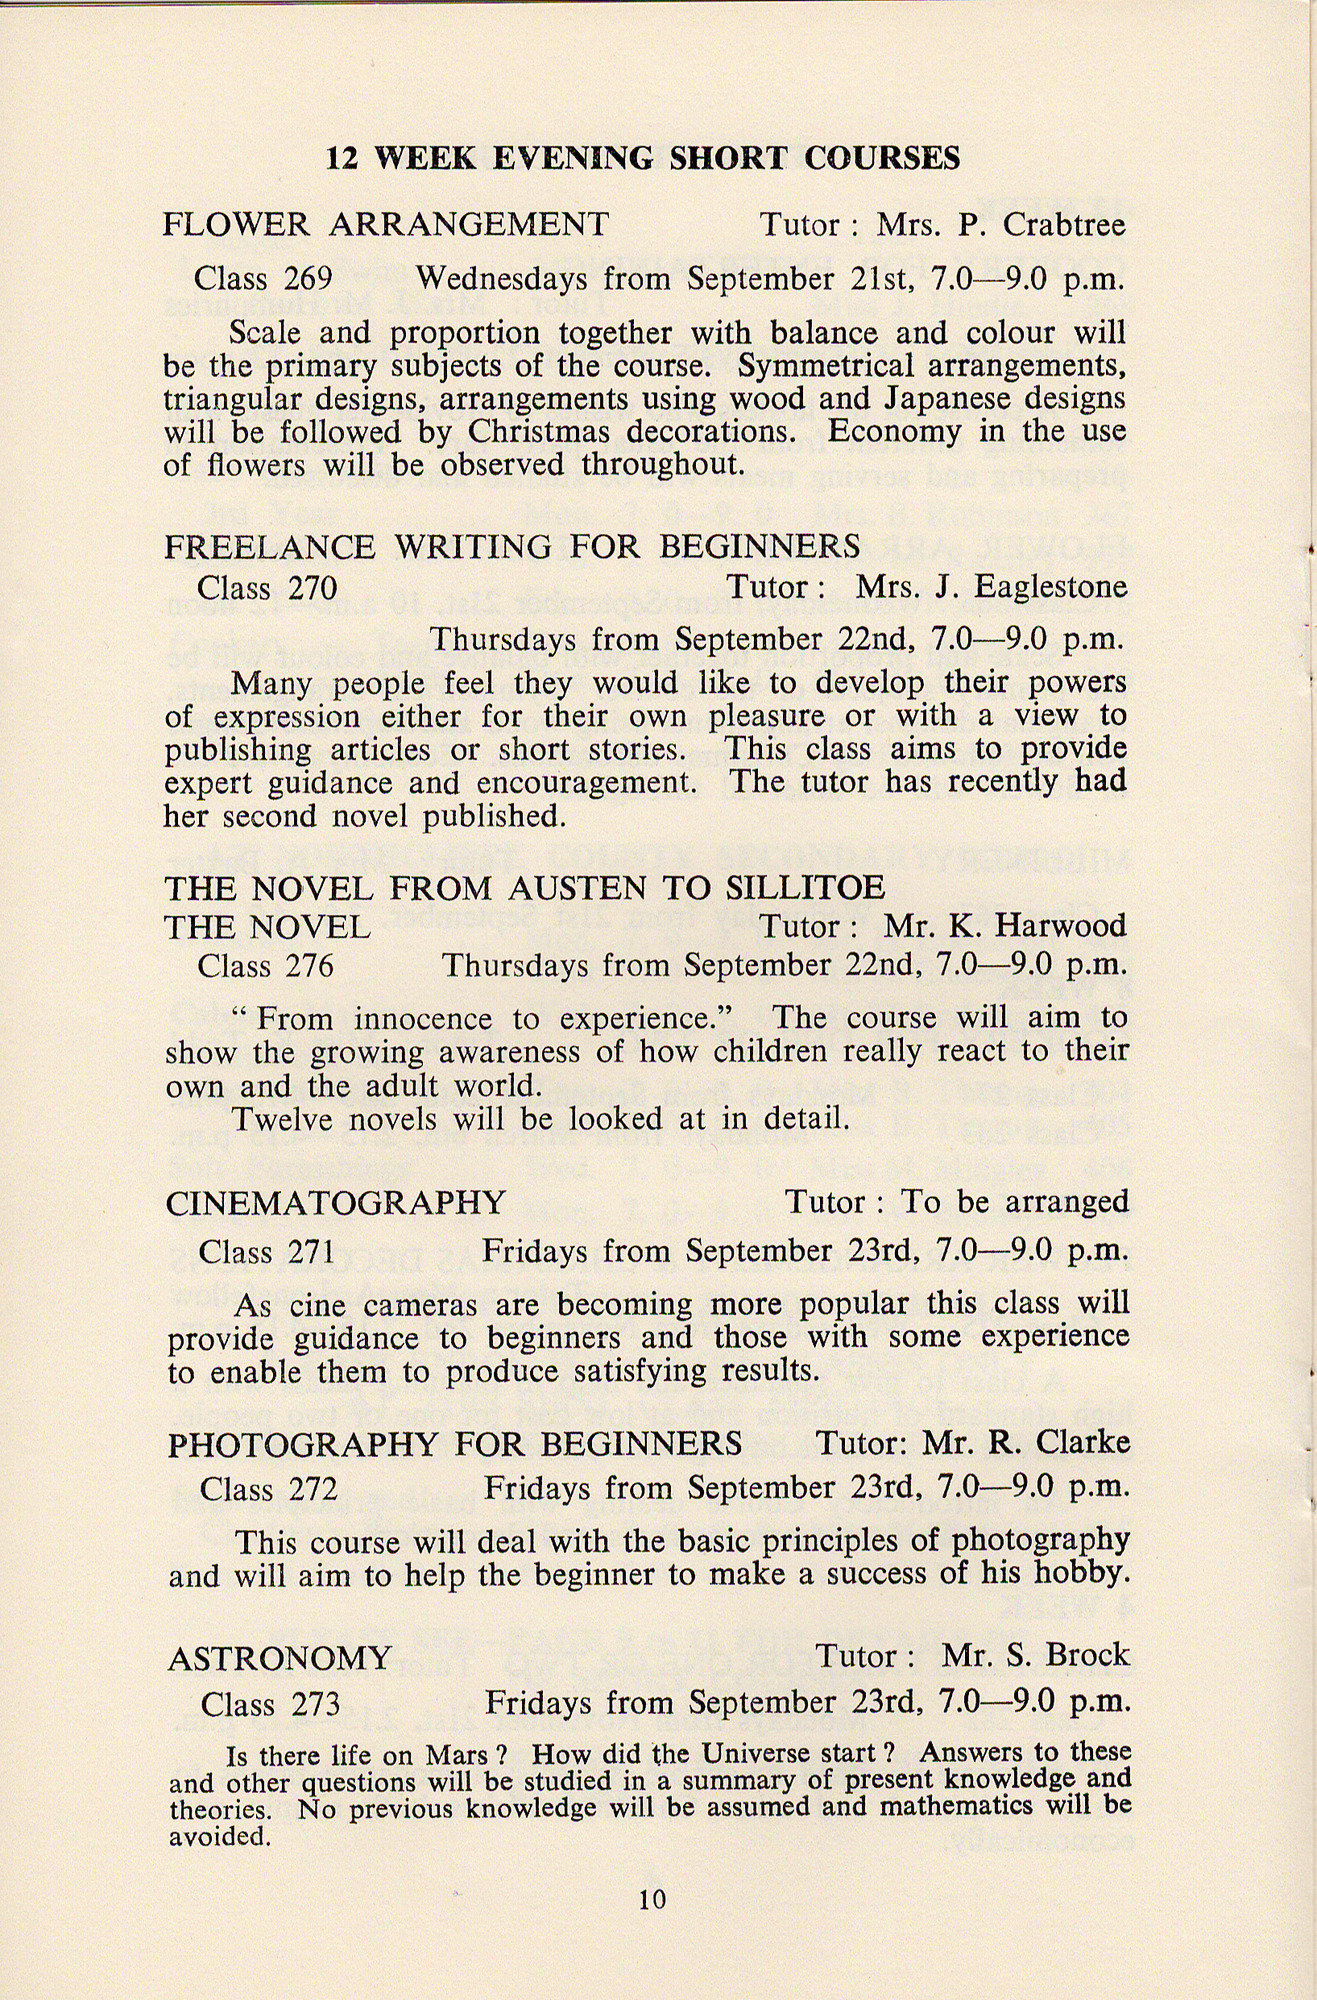 12 WEEK EVENING SHORT COURSES
FLOWER ARRANGEMENT Tutor : Mrs. P. Crabtree
Class 269 Wednesdays from September 21st, 7.0—9.0 p.m.
Scale and proportion together with balance and colour will
be the primary subjects of the course. Symmetrical arrangements,
triangular designs, arrangements using wood and Japanese designs
will be followed by Christmas decorations. Economy in the use
of flowers will be observed throughout.
FREELANCE WRITING FOR BEGINNERS
Class 270 Tutor : Mrs. J. Eaglestone
Thursdays from September 22nd, 7.0—9.0 p.m.
Many people feel they would like to develop their powers
of expression either for their own pleasure or with a view to
publishing articles or short stories. This class aims to provide
expert guidance and encouragement. The tutor has recently had
her second novel published.
THE NOVEL FROM AUSTEN TO SILLITOE
THE NOVEL Tutor : Mr. K. Harwood
Class 276 Thursdays from September 22nd, 7.0—9.0 p.m.
“ From innocence to experience.” The course will aim to
show the growing awareness of how children really react to their
own and the adult world.
Twelve novels will be looked at in detail.
CINEMATOGRAPHY Tutor : To be arranged
Class 271 Fridays from September 23rd, 7.0—9.0 p.m.
As cine cameras are becoming more popular this class will
provide guidance to beginners and those with some experience
to enable them to produce satisfying results.
PHOTOGRAPHY FOR BEGINNERS Tutor: Mr. R. Clarke
Class 272 Fridays from September 23rd, 7.0—9.0 p.m.
This course will deal with the basic principles of photography
and will aim to help the beginner to make a success of his hobby.
ASTRONOMY Tutor : Mr. S. Brock
Class 273 Fridays from September 23rd, 7.0—9.0 p.m.
Is there life on Mars ? How did the Universe start ? Answers to these
and other questions will be studied in a summary of present knowledge and
theories. No previous knowledge will be assumed and mathematics will be
avoided.
10